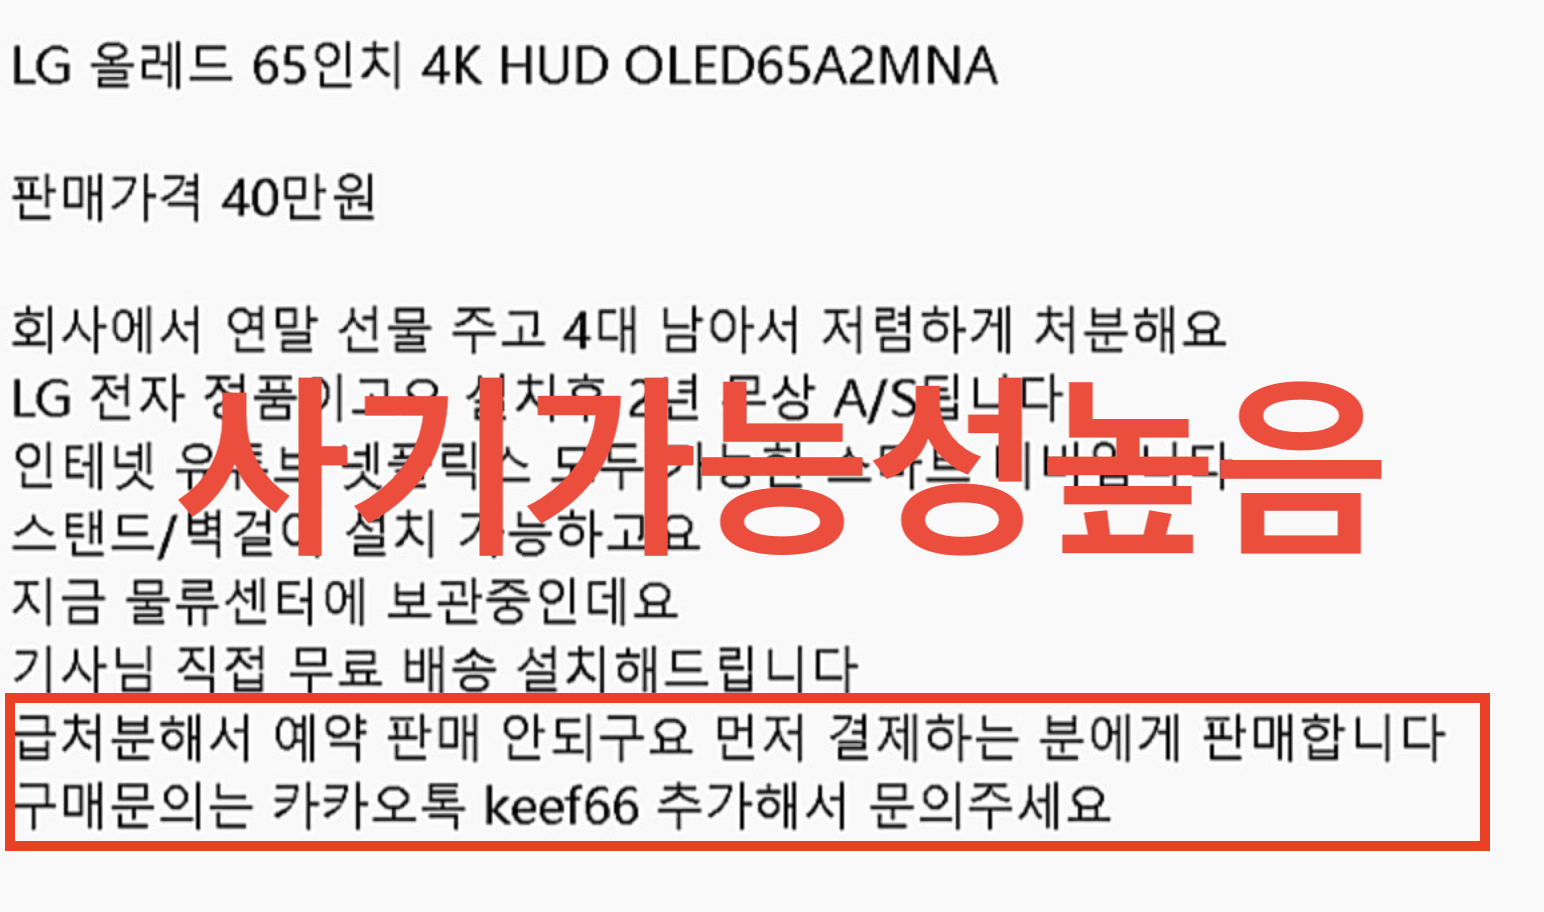 LG 올레드 65인치 4K HUD OLED65A2MNA
판매가격 40만원
회사에서 연말 선물 주고 4대 남아서 저렴하게 처분해요
LG 전자 정품이고요 설치후 2년 무상 A/S됩니다
사기가능성높음
인테넷 유튜브 넷플릭스 모두 가능한 스마트 티비입니다
스탠드/벽걸이 설치 가능하고요
지금 물류센터에 보관중인데요
기사님 직접 무료 배송 설치해드립니다
급처분해서 예약 판매 안되구요 먼저 결제하는 분에게 판매합니다
구매문의는 카카오톡 keef66 추가해서 문의주세요